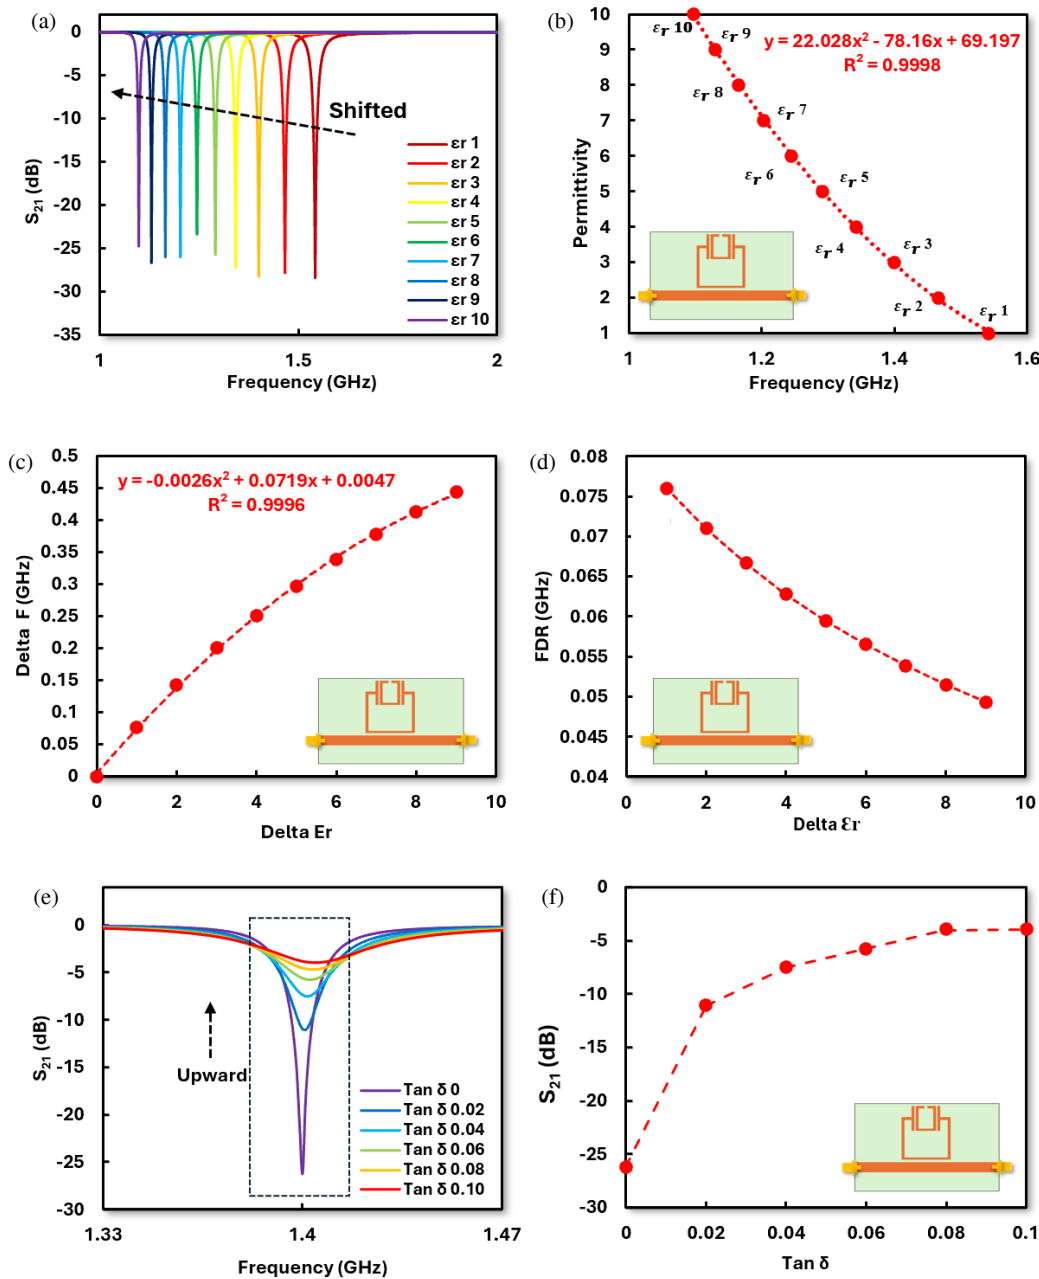 (a)
0
-5
-10
-15
-20
-25
-30
-35
S21 (dB)
Shifted
εr 1
εr 2
εr 3
εr 4
εr 5
εr 6
εr 7
εr 8
εr 9
εr 10
1
1.5
2
Frequency (GHz)
(b)
10
9
8
7
6
5
4
3
2
1
Permittivity
y = 22.028x² - 78.16x + 69.197
R² = 0.9998
εr 10
εr 9
εr 8
εr 7
εr 6
εr 5
εr 4
εr 3
εr 2
εr 1
1
1.2
1.4
1.6
Frequency (GHz)
(c)
0.5
0.45
0.4
0.35
0.3
0.25
0.2
0.15
0.1
0.05
0
Delta F (GHz)
y = -0.0026x² + 0.0719x + 0.0047
R² = 0.9996
0
2
4
6
8
10
Delta Er
(d)
0.08
0.075
0.07
0.065
0.06
0.055
0.05
0.045
0.04
FDR (GHz)
0
2
4
6
8
10
Delta Ɛr
(e)
0
-5
-10
-15
-20
-25
-30
S21 (dB)
Upward
Tan δ 0
Tan δ 0.02
Tan δ 0.04
Tan δ 0.06
Tan δ 0.08
Tan δ 0.10
1.33
1.4
1.47
Frequency (GHz)
(f)
0
-5
-10
-15
-20
-25
-30
S21 (dB)
0
0.02
0.04
0.06
0.08
0.1
Tan δ